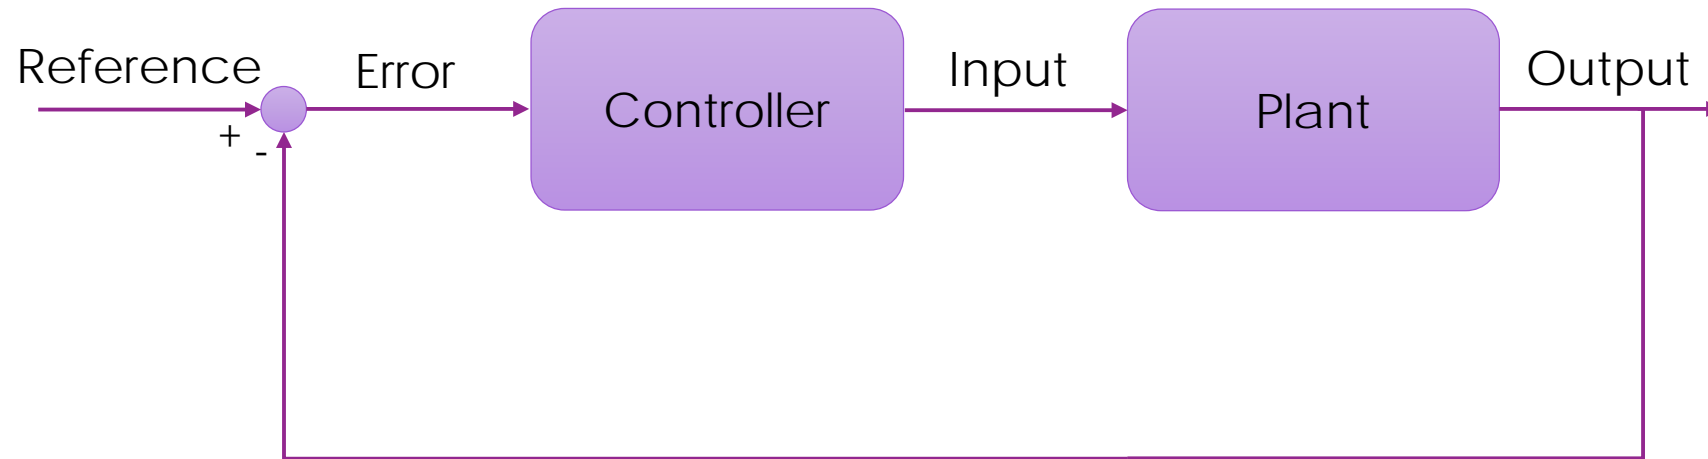 Reference
Error
Controller
Input
Plant
Output
+
-